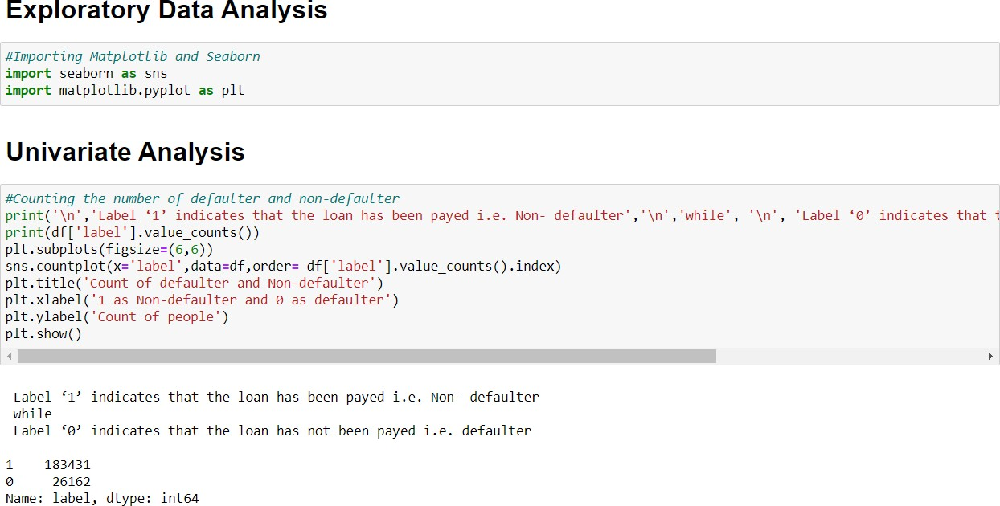 Exploratory Data Analysis
#Importing Matplotlib and Seaborn
import seaborn as sns
import matplotlib.pyplot as plt
Univariate Analysis
#Counting the number of defaulter and non-defaulter
print('\n','Label ‘1’ indicates that the loan has been payed i.e. Non- defaulter','\n','while', '\n', 'Label ‘0’ indicates that
print(df['label'].value_counts())
plt.subplots(figsize=(6,6))
sns.countplot(x='label',data=df,order= df['label'].value_counts().index)
plt.title('Count of defaulter and Non-defaulter')
plt.xlabel('1 as Non-defaulter and 0 as defaulter')
plt.ylabel('Count of people')
plt.show()
Label ‘1’ indicates that the loan has been payed i.e. Non- defaulter
while
Label ‘0’ indicates that the loan has not been payed i.e. defaulter
1 183431
0 26162
Name: label, dtype: int64